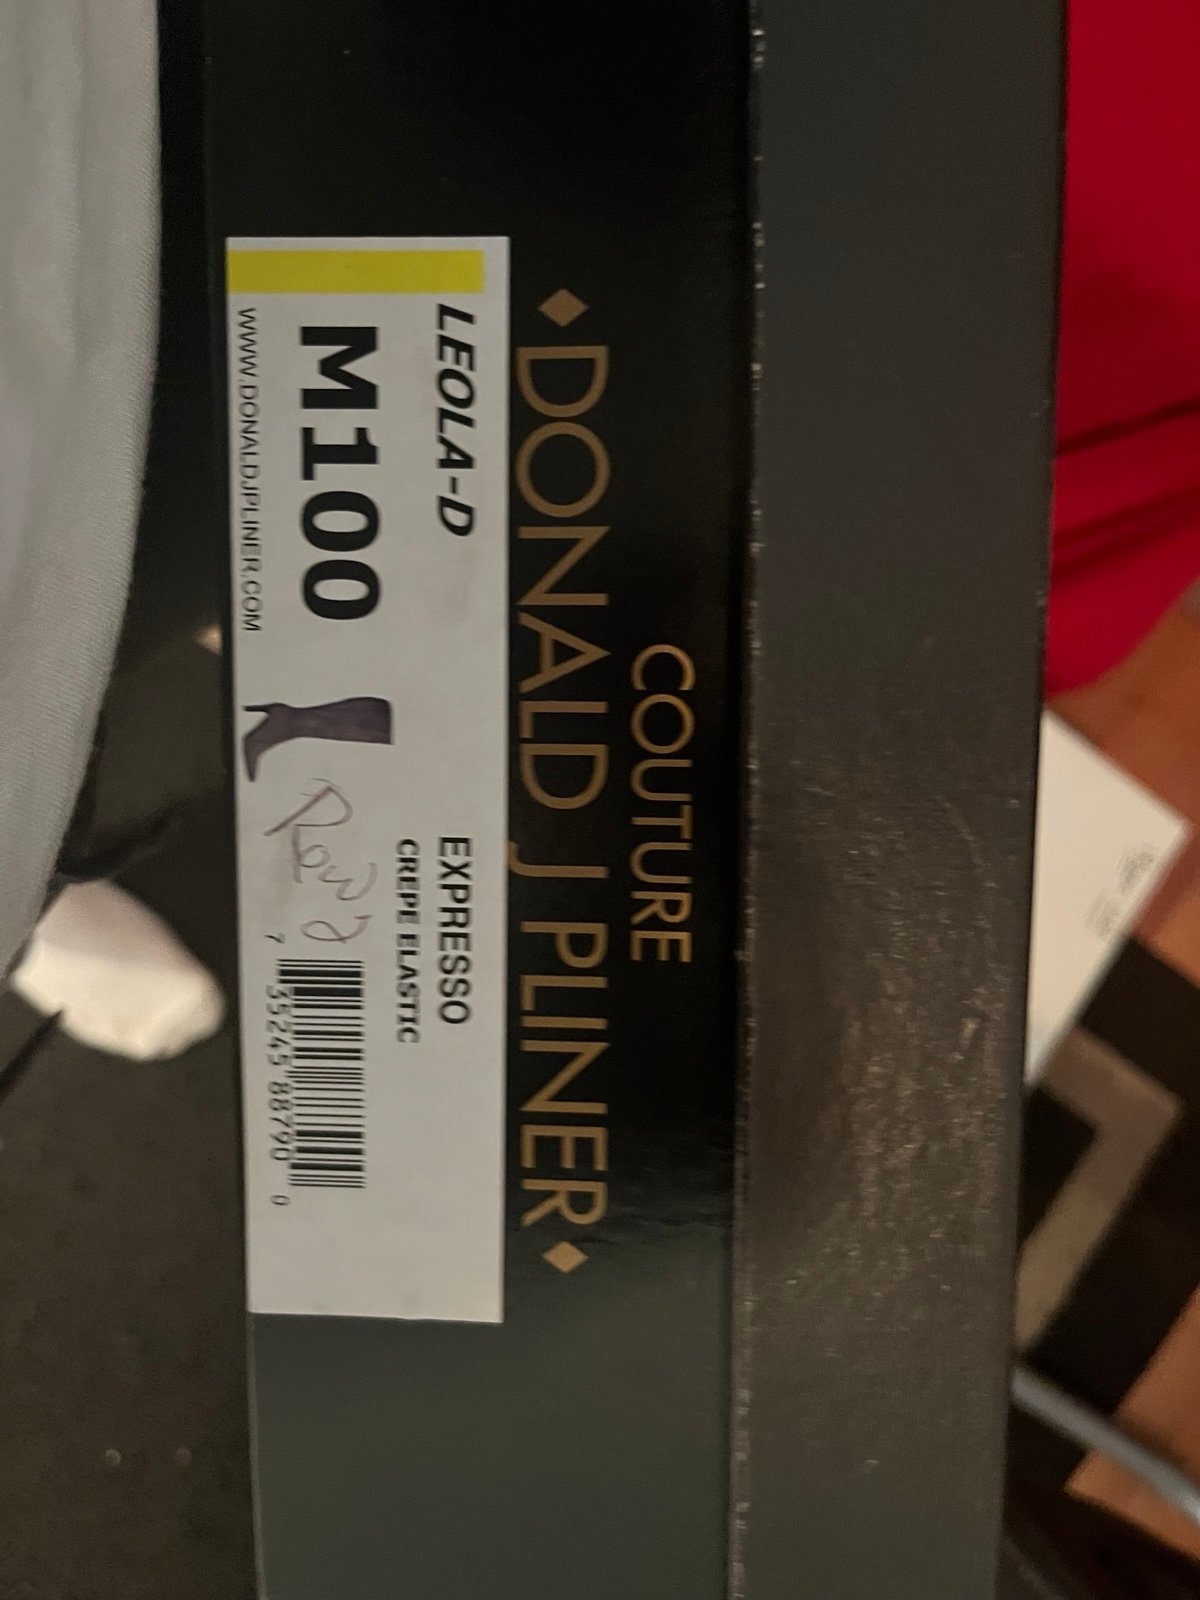 COUTURE
DONALD J PLINER
LEOLA-D
EXPRESSO
CREPE ELASTIC
M100
WWW.DONALDJPLINER.COM
7 35245 88790 0